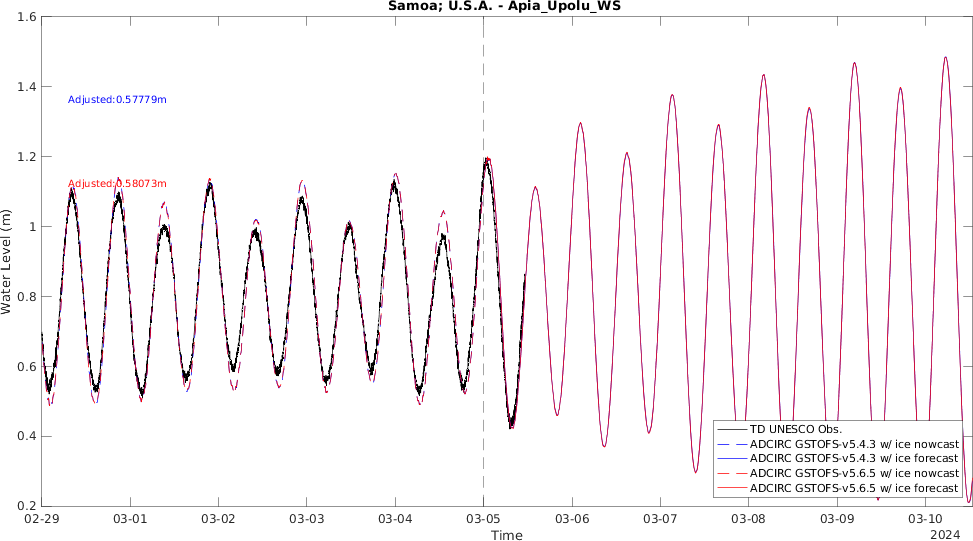 Samoa; U.S.A. - Apia_Upolu_WS
1.6
1.4
1.2
1
0.8
0.6
0.4
0.2
Water Level (m)
Adjusted:0.57779m
Adjusted:0.58073m
TD UNESCO Obs.
ADCIRC GSTOFS-v5.4.3 w/ ice nowcast
ADCIRC GSTOFS-v5.4.3 w/ ice forecast
ADCIRC GSTOFS-v5.6.5 w/ ice nowcast
ADCIRC GSTOFS-v5.6.5 w/ ice forecast
02-29 03-01 03-02 03-03 03-04 03-05 03-06 03-07 03-08 03-09 03-10
2024
Time